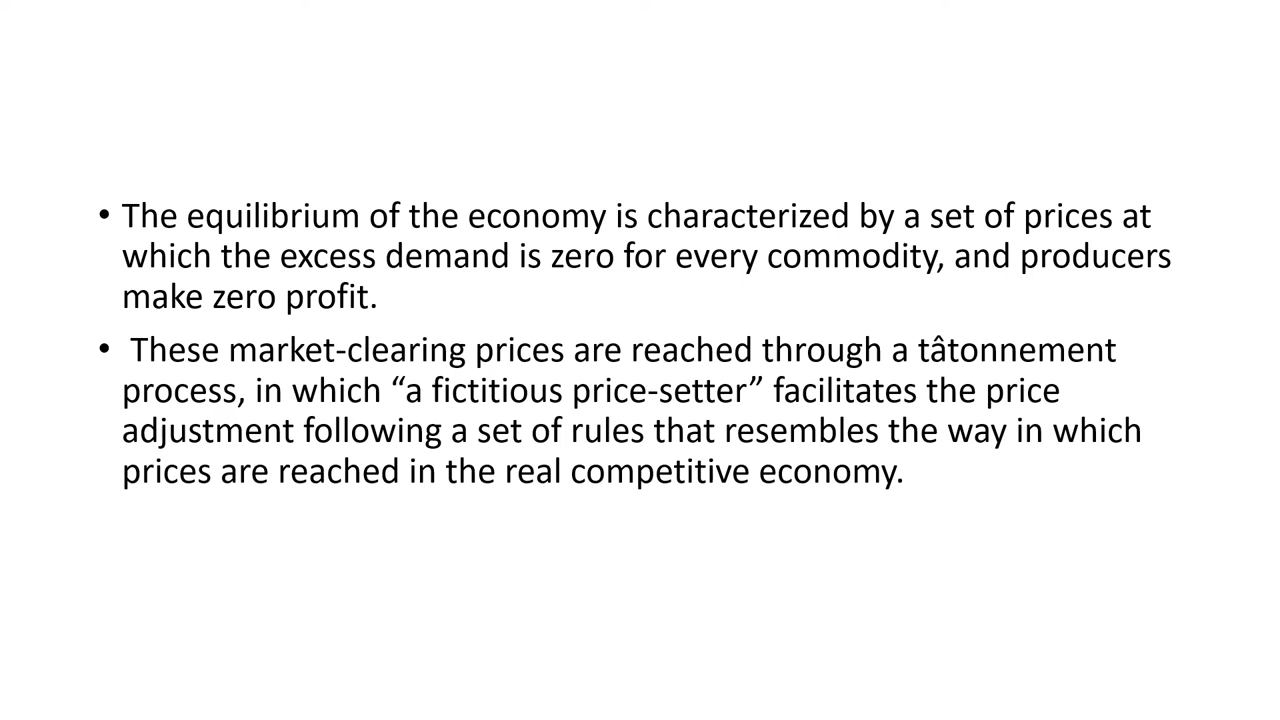 • The equilibrium of the economy is characterized by a set of prices at
which the excess demand is zero for every commodity, and producers
make zero profit.
• These market-clearing prices are reached through a tâtonnement
process, in which “a fictitious price-setter” facilitates the price
adjustment following a set of rules that resembles the way in which
prices are reached in the real competitive economy.